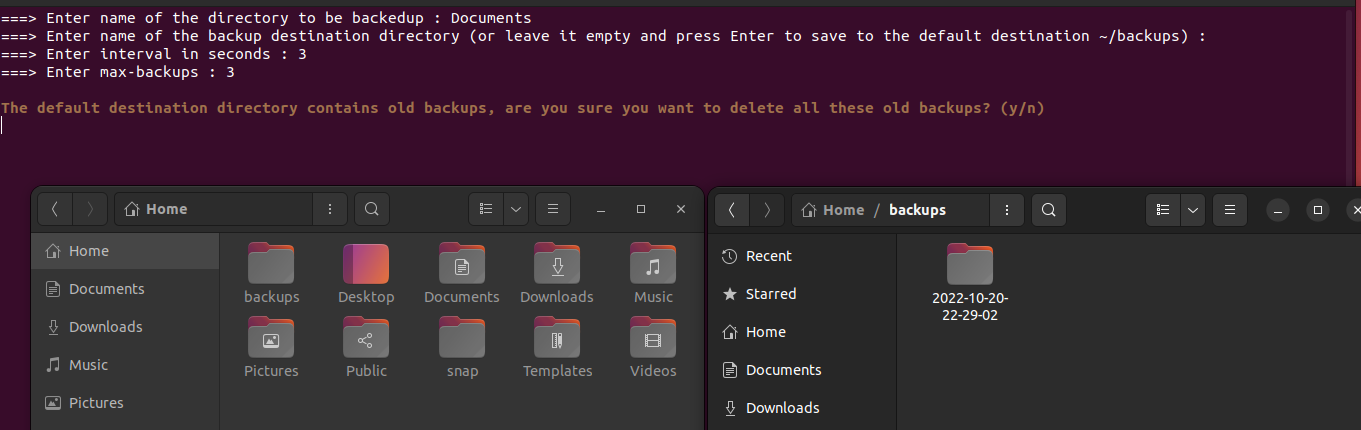 ===> Enter name of the directory to be backedup : Documents
===> Enter name of the backup destination directory (or leave it empty and press Enter to save to the default destination ~/backups) :
===> Enter interval in seconds : 3
===> Enter max-backups : 3
The default destination directory contains old backups, are you sure you want to delete all these old backups? (y/n)
Home
Home
Documents
Downloads
Music
Pictures
backups
Desktop
Documents
Downloads
Music
Pictures
Public
snap
Templates
Videos
Home / backups
Recent
Starred
Home
Documents
Downloads
2022-10-20-
22-29-02